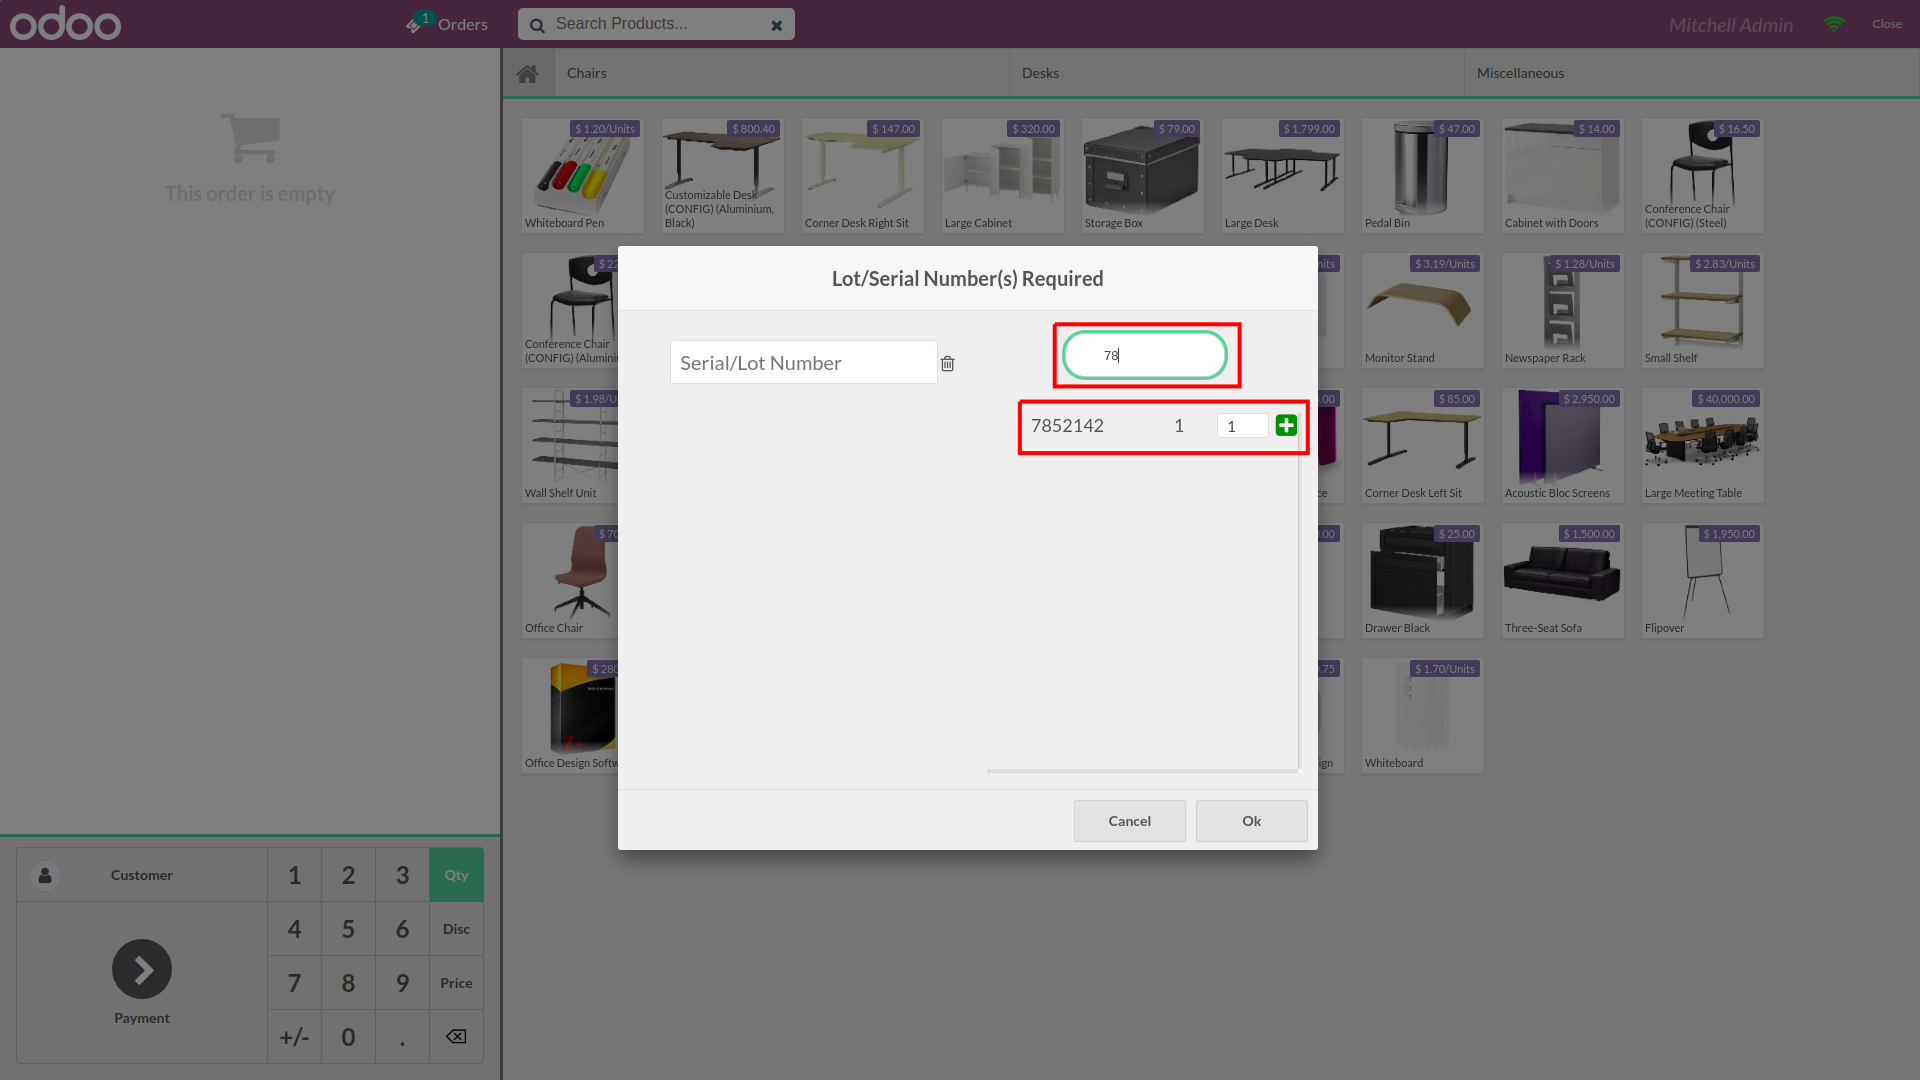 odoo
1
Orders
Search Products...
Mitchell Admin
Close
Chairs
Desks
Miscellaneous
This order is empty
$ 1.20/Units
Whiteboard Pen
$ 800.40
Customizable Desk
(CONFIG) (Aluminium,
Black)
$ 147.00
Corner Desk Right Sit
$ 320.00
Large Cabinet
$ 79.00
Storage Box
$ 1,799.00
Large Desk
$ 47.00
Pedal Bin
$ 14.00
Cabinet with Doors
$ 16.50
Conference Chair
(CONFIG) (Steel)
$ 22
Conference Chair
(CONFIG) (Alumini
nits
$ 3.19/Units
Monitor Stand
$ 1.28/Units
Newspaper Rack
$ 2.83/Units
Small Shelf
$ 1.98/U
Wall Shelf Unit
5.00
ce
$ 85.00
Corner Desk Left Sit
$ 2,950.00
Acoustic Bloc Screens
$ 40,000.00
Large Meeting Table
$ 70
Office Chair
0.00
$ 25.00
Drawer Black
$ 1,500.00
Three-Seat Sofa
$ 1,950.00
Flipover
$ 280
7+
Office Design Softw
0.75
ign
$ 1.70/Units
Whiteboard
Lot/Serial Number(s) Required
Serial/Lot Number
78
7852142 1 1
Cancel
Ok
Customer
1 2 3 Qty
4 5 6 Disc
7 8 9 Price
+/- 0 .
Payment